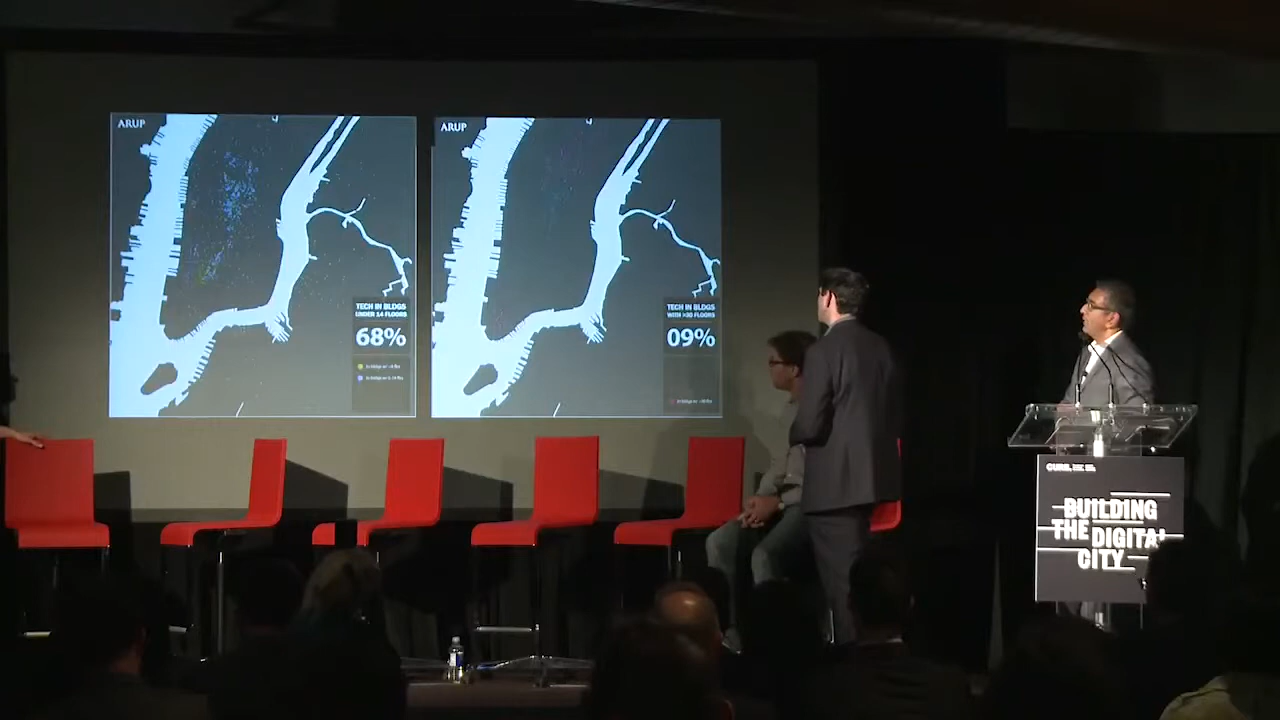 ARUP
TECH IN BLDGS
UNDER 14 FLOORS
68%
ARUP
TECH IN BLDGS
WITH >30 FLOORS
09%
BUILDING
THE DIGITAL
CITY